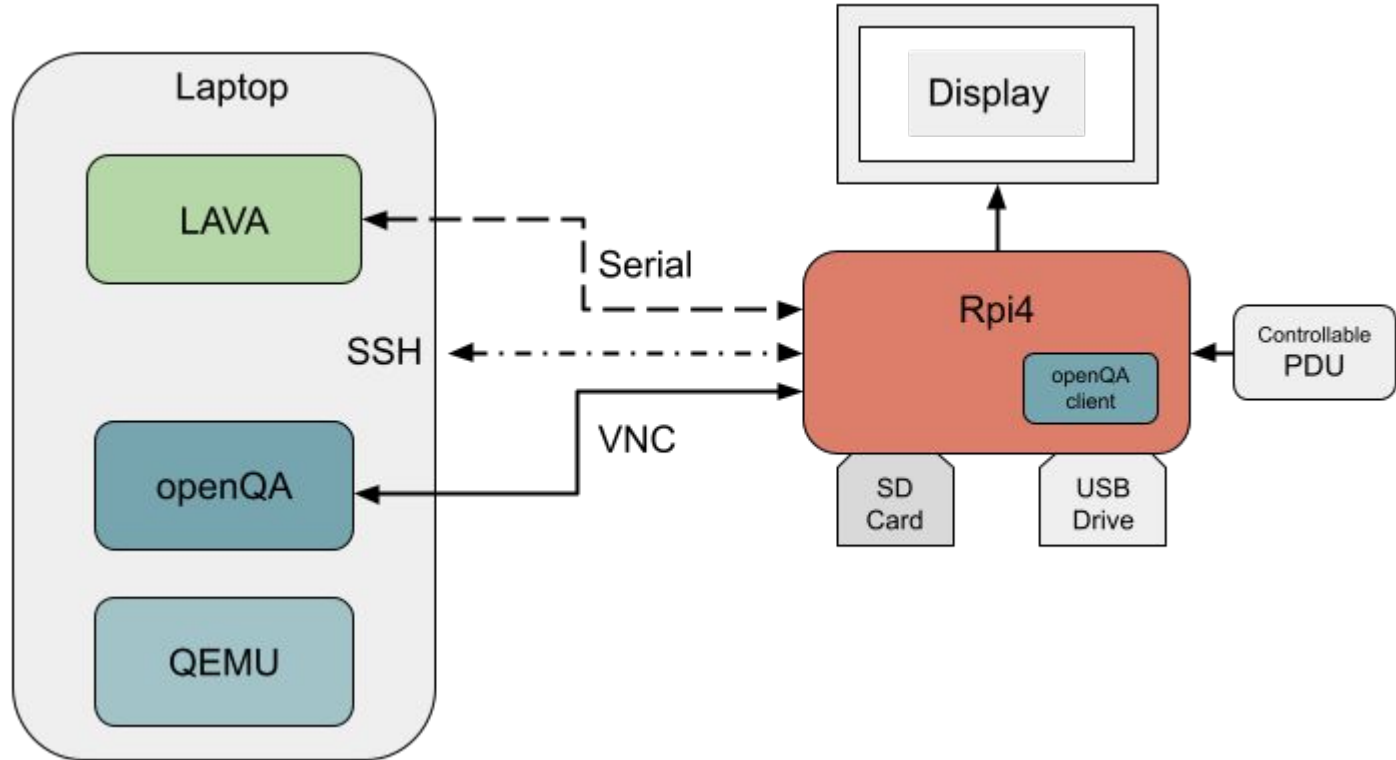 Laptop
LAVA
openQA
QEMU
Serial
SSH
VNC
Display
Rpi4
openQA
client
Controllable
PDU
SD
Card
USB
Drive